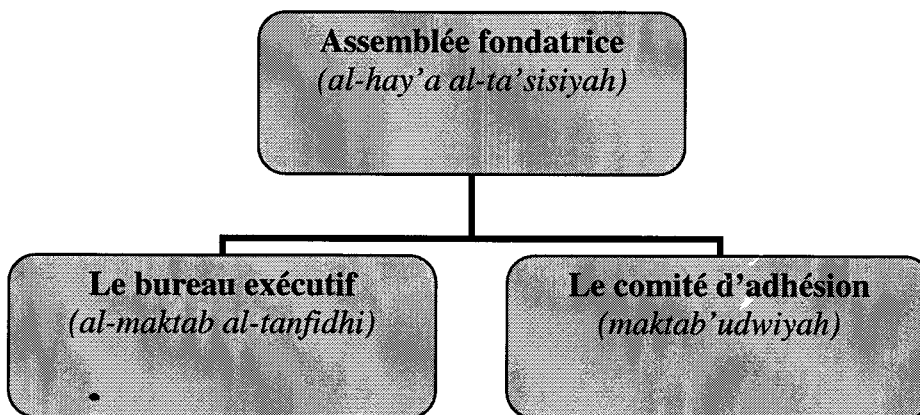 Assemblée fondatrice
(al-hay'a al-ta'sisiyah)
Le bureau exécutif
(al-maktab al-tanfidhi)
Le comité d'adhésion
(maktab'udwiyah)